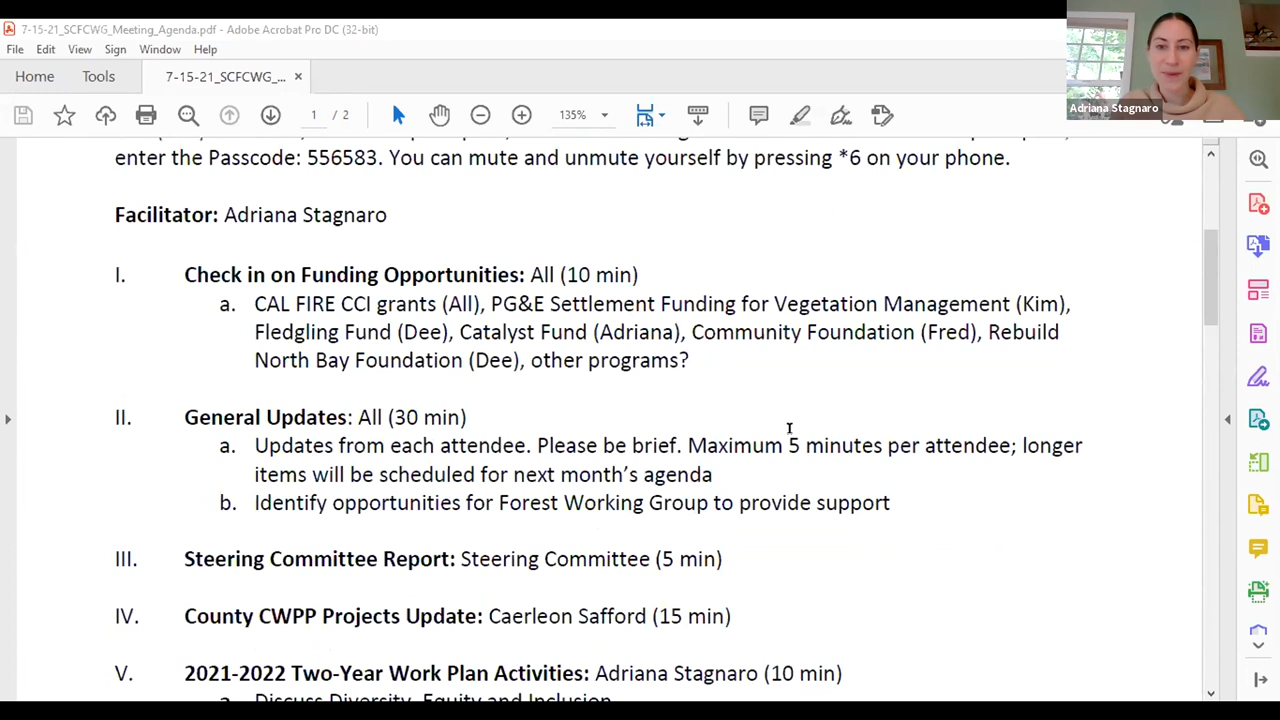 7-15-21_SCFCWG_Meeting_Agenda.pdf - Adobe Acrobat Pro DC (32-bit)
File Edit View Sign Window Help
Home Tools 7-15-21_SCFCWG_... ×
1 / 2 135%
Adriana Stagnaro
enter the Passcode: 556583. You can mute and unmute yourself by pressing *6 on your phone.
Facilitator: Adriana Stagnaro
I. Check in on Funding Opportunities: All (10 min)
a. CAL FIRE CCI grants (All), PG&E Settlement Funding for Vegetation Management (Kim),
Fledgling Fund (Dee), Catalyst Fund (Adriana), Community Foundation (Fred), Rebuild
North Bay Foundation (Dee), other programs?
II. General Updates: All (30 min)
a. Updates from each attendee. Please be brief. Maximum 5 minutes per attendee; longer
items will be scheduled for next month's agenda
b. Identify opportunities for Forest Working Group to provide support
III. Steering Committee Report: Steering Committee (5 min)
IV. County CWPP Projects Update: Caerleon Safford (15 min)
V. 2021-2022 Two-Year Work Plan Activities: Adriana Stagnaro (10 min)
a. Discuss Diversity, Equity and Inclusion